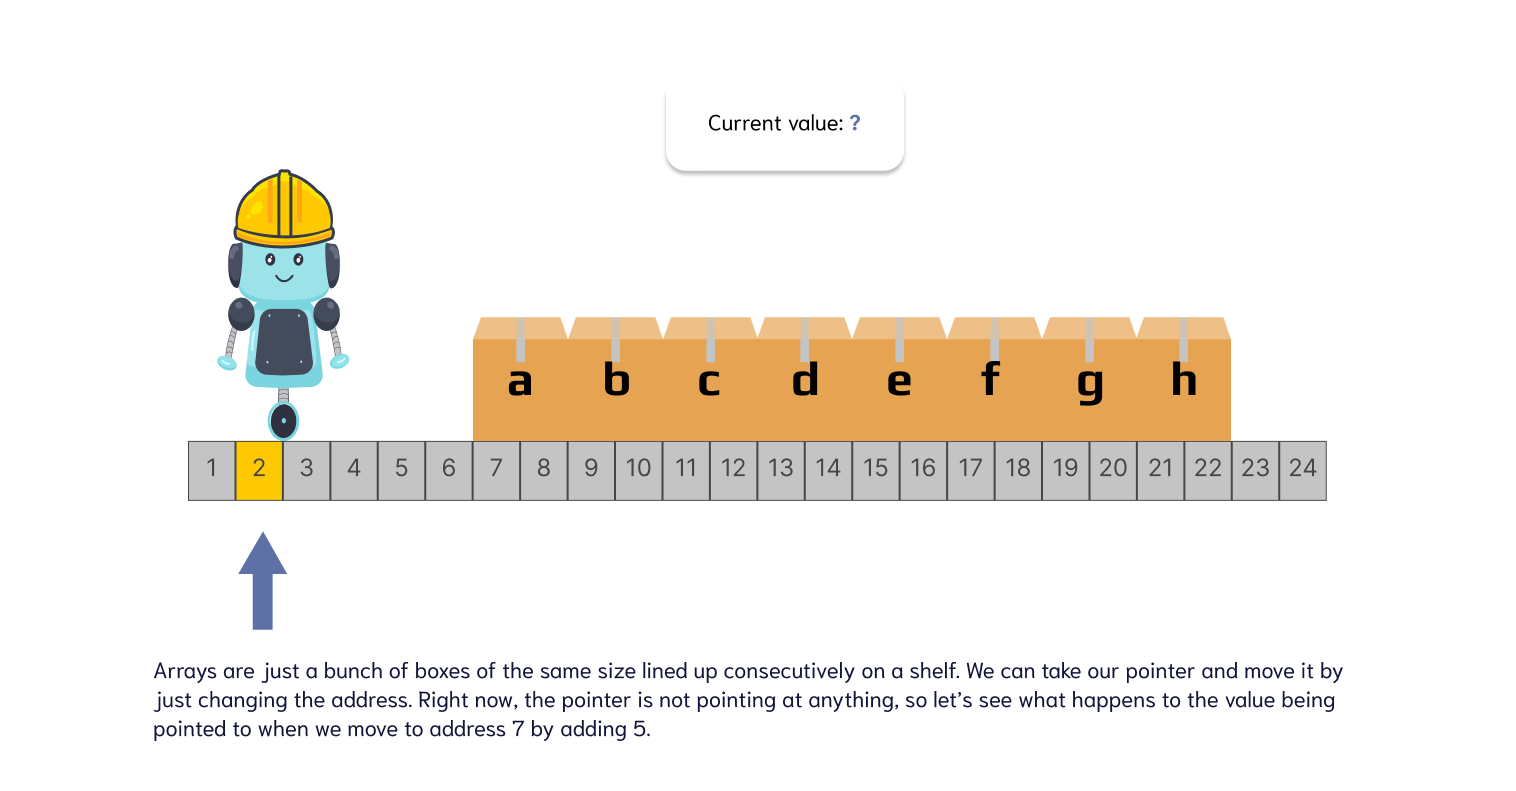 Current value: ?
a b c d e f g h
1 2 3 4 5 6 7 8 9 10 11 12 13 14 15 16 17 18 19 20 21 22 23 24
Arrays are just a bunch of boxes of the same size lined up consecutively on a shelf. We can take our pointer and move it by
just changing the address. Right now, the pointer is not pointing at anything, so let’s see what happens to the value being
pointed to when we move to address 7 by adding 5.